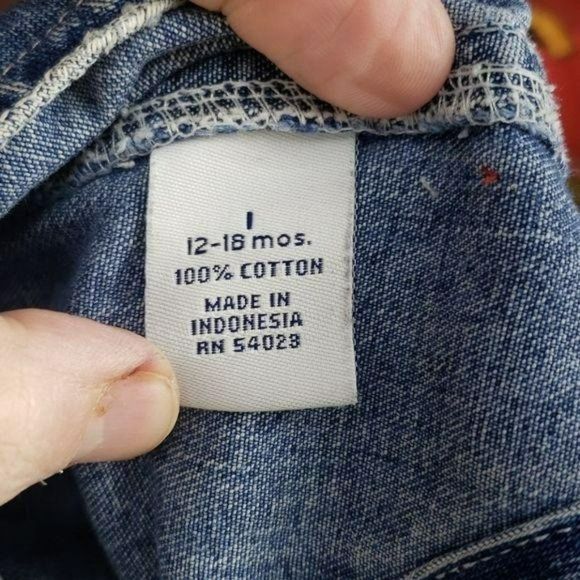 I
12-18 mos.
100% COTTON
MADE IN
INDONESIA
RN 54023